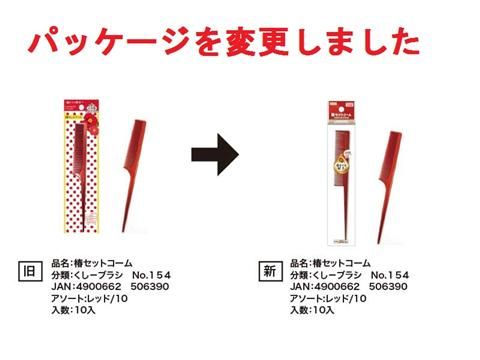 パッケージを変更しました
旧
品名：椿セットコーム
分類：くしーブラシ　No.154
JAN：4900662　506390
アソート：レッド/10
入数：10入
新
品名：椿セットコーム
分類：くしーブラシ　No.154
JAN：4900662　506390
アソート：レッド/10
入数：10入